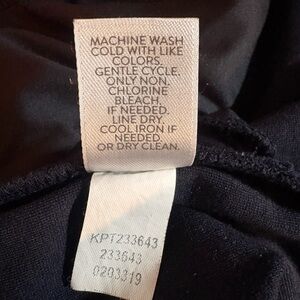 MACHINE WASH
COLD WITH LIKE
COLORS.
GENTLE CYCLE.
ONLY NON.
CHLORINE
BLEACH.
IF NEEDED.
LINE DRY.
COOL IRON IF
NEEDED
OR DRY CLEAN.
KPT233643
233643
0203319